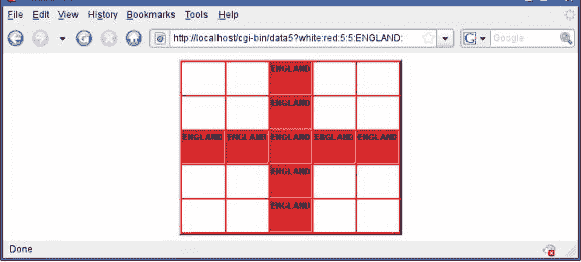 File Edit View History Bookmarks Tools Help
http://localhost/cgi-bin/data5?white:red:5:5:ENGLAND: Google
ENGLAND
ENGLAND
ENGLAND ENGLAND ENGLAND ENGLAND ENGLAND
ENGLAND
ENGLAND
Done